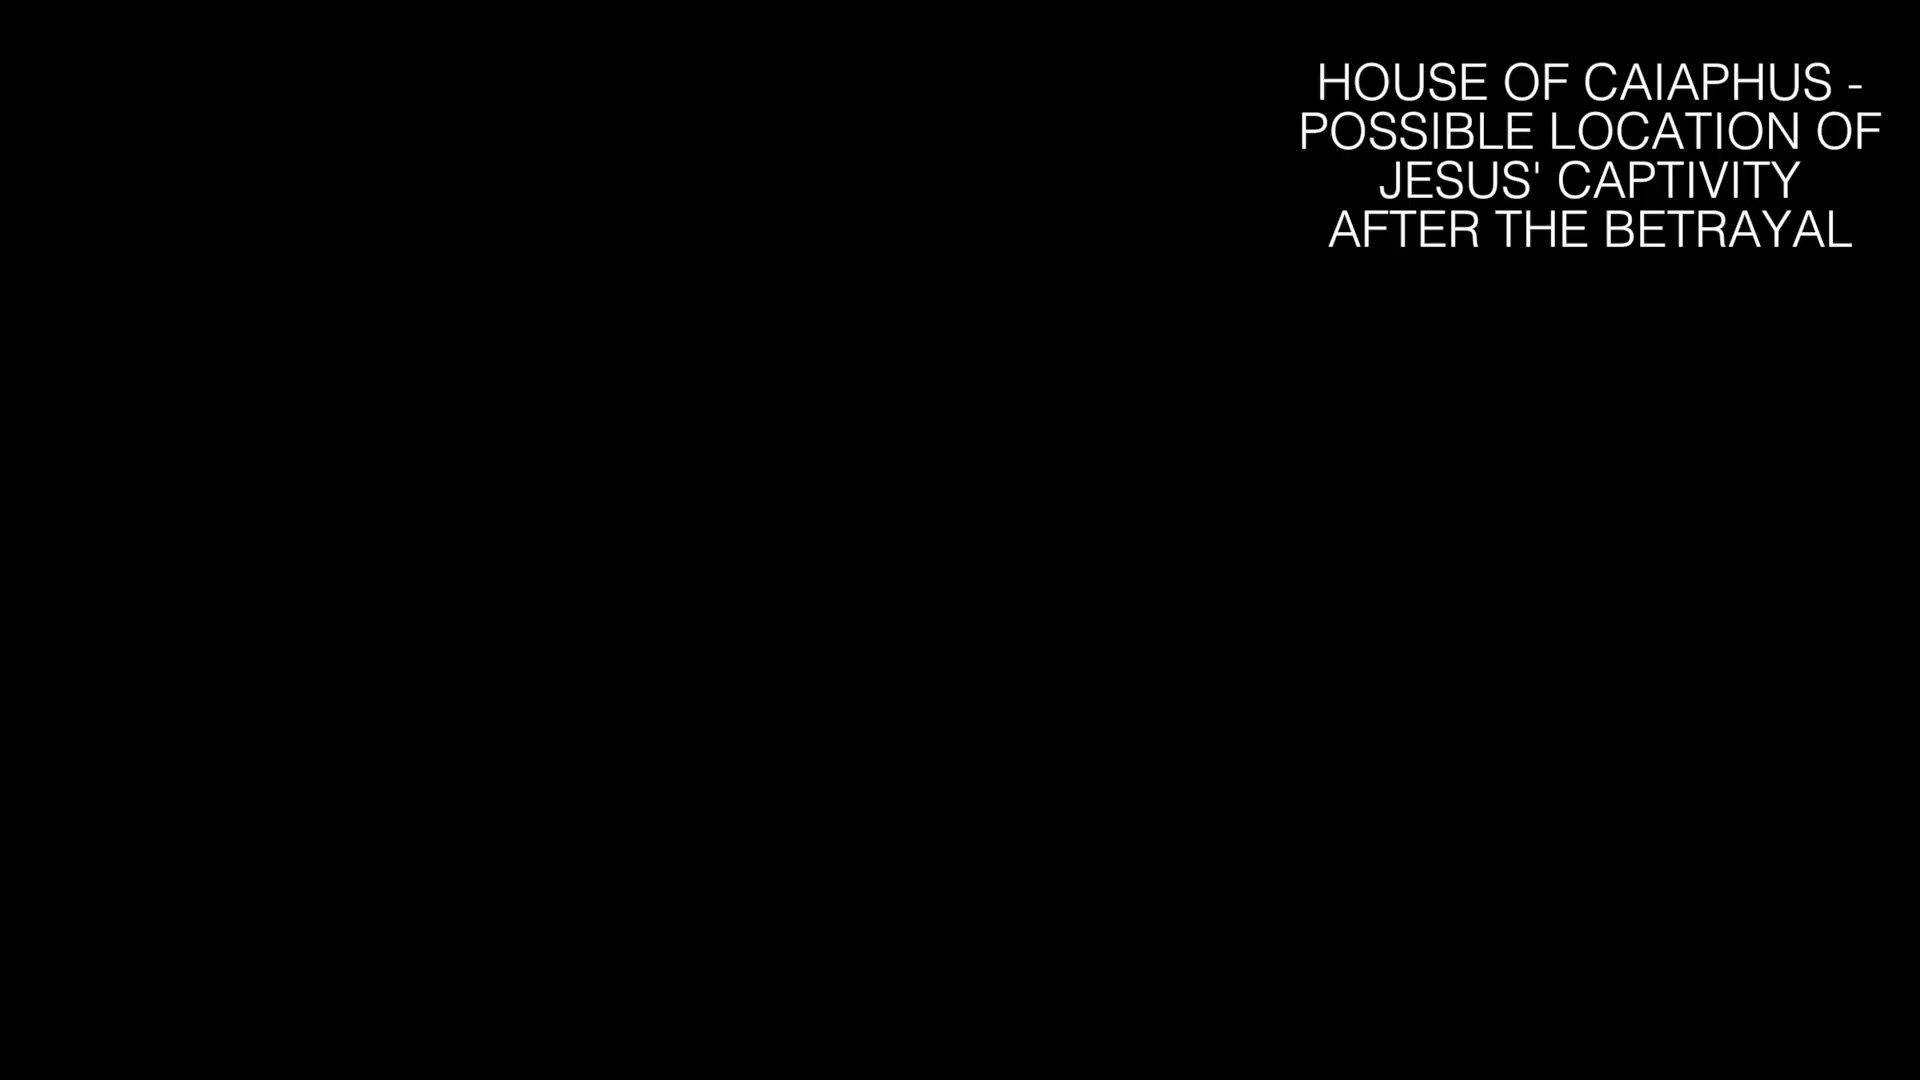 HOUSE OF CAIAPHUS -
POSSIBLE LOCATION OF
JESUS' CAPTIVITY
AFTER THE BETRAYAL